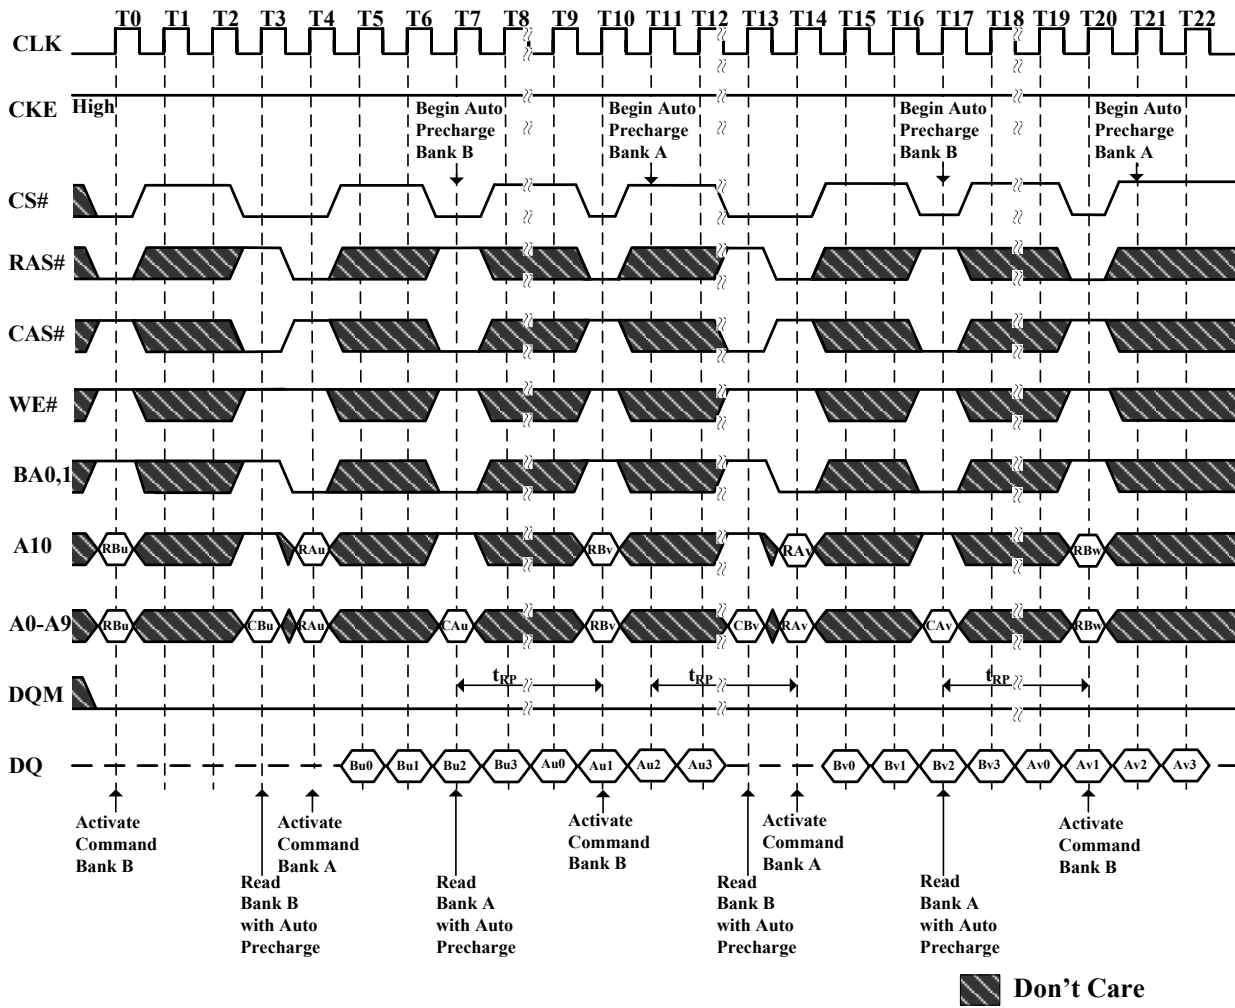 T0 T1 T2 T3 T4 T5 T6 T7 T8 T9 T10 T11 T12 T13 T14 T15 T16 T17 T18 T19 T20 T21 T22
CLK
CKE
High
Begin Auto
Precharge
Bank B
Begin Auto
Precharge
Bank A
Begin Auto
Precharge
Bank B
Begin Auto
Precharge
Bank A
CS#
RAS#
CAS#
WE#
BA0,1
A10
RBu RAu RBv RAv RBw
A0-A9
RBu CBu RAu CAu RBv CBv RAv CAv RBw
DQM
tRP tRP tRP
DQ
Bu0 Bu1 Bu2 Bu3 Au0 Au1 Au2 Au3 Bv0 Bv1 Bv2 Bv3 Av0 Av1 Av2 Av3
Activate
Command
Bank B
Activate
Command
Bank A
Activate
Command
Bank B
Activate
Command
Bank A
Activate
Command
Bank B
Read
Bank B
with Auto
Precharge
Read
Bank A
with Auto
Precharge
Read
Bank B
with Auto
Precharge
Read
Bank A
with Auto
Precharge
Don't Care